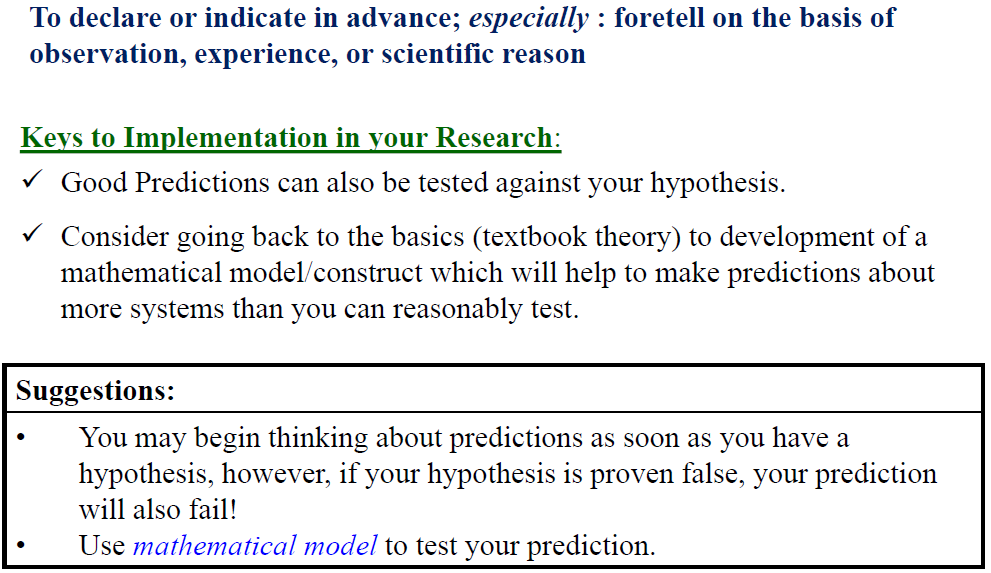 To declare or indicate in advance; especially : foretell on the basis of
observation, experience, or scientific reason
Keys to Implementation in your Research:
✓ Good Predictions can also be tested against your hypothesis.
✓ Consider going back to the basics (textbook theory) to development of a
mathematical model/construct which will help to make predictions about
more systems than you can reasonably test.
Suggestions:
• You may begin thinking about predictions as soon as you have a
hypothesis, however, if your hypothesis is proven false, your prediction
will also fail!
• Use mathematical model to test your prediction.